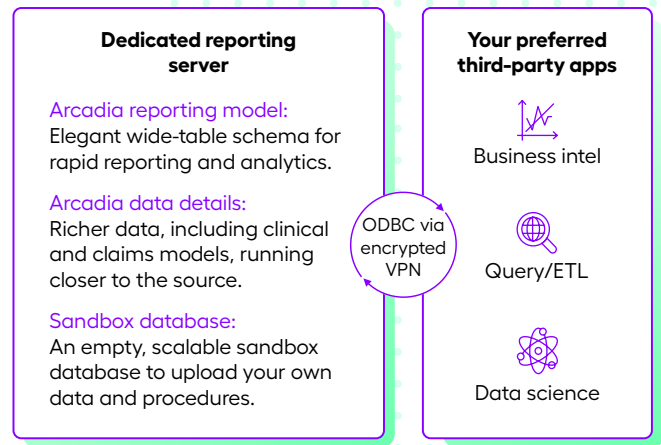 Dedicated reporting
server
Arcadia reporting model:
Elegant wide-table schema for
rapid reporting and analytics.
Arcadia data details:
Richer data, including clinical
and claims models, running
closer to the source.
Sandbox database:
An empty, scalable sandbox
database to upload your own
data and procedures.
ODBC via
encrypted
VPN
Your preferred
third-party apps
Business intel
Query/ETL
Data science